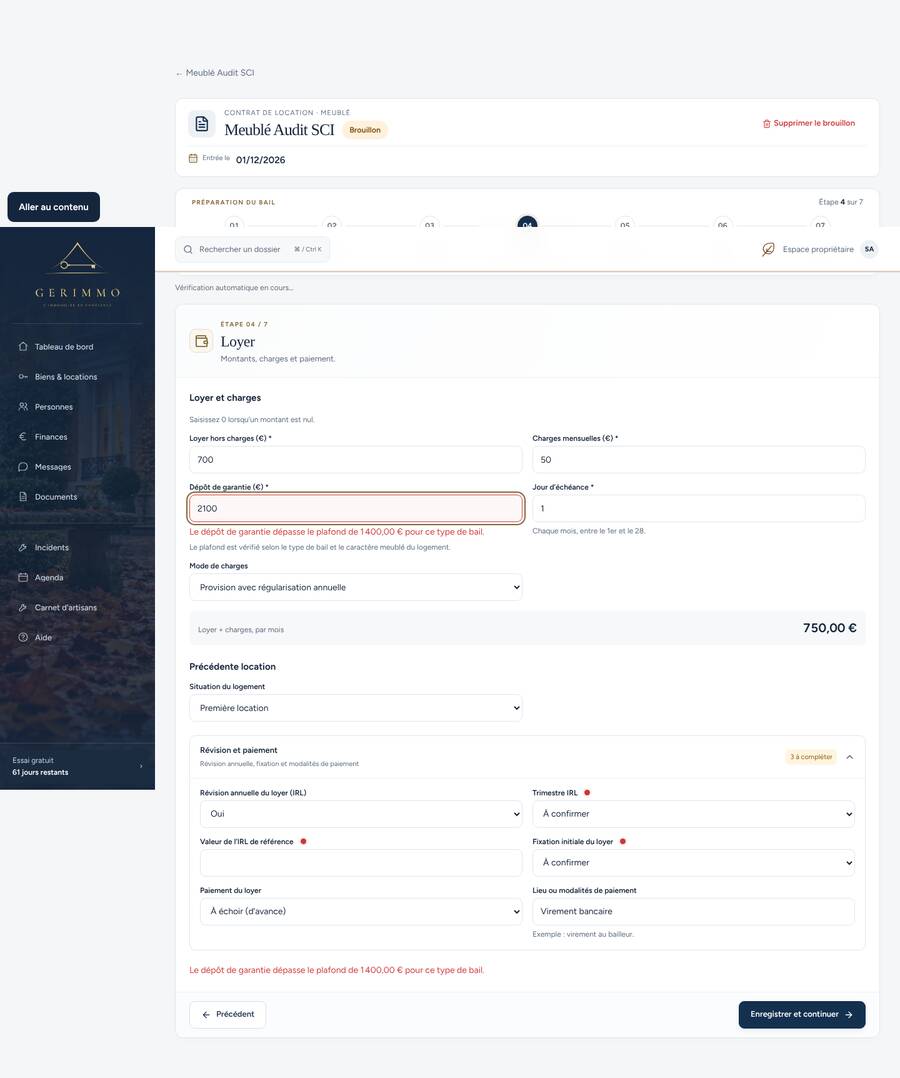 ← Meublé Audit SCI
CONTRAT DE LOCATION · MEUBLÉ
Meublé Audit SCI
Brouillon
Supprimer le brouillon
Entrée le 01/12/2026
Aller au contenu
PRÉPARATION DU BAIL
Étape 4 sur 7
01 02 03 04 05 06 07
Rechercher un dossier
⌘ / Ctrl K
Espace propriétaire
SA
GERIMMO
Tableau de bord
Biens & locations
Personnes
Finances
Messages
Documents
Incidents
Agenda
Carnet d'artisans
Aide
Essai gratuit
61 jours restants
Vérification automatique en cours…
ÉTAPE 04 / 7
Loyer
Montants, charges et paiement.
Loyer et charges
Saisissez 0 lorsqu'un montant est nul.
Loyer hors charges (€) *
700
Charges mensuelles (€) *
50
Dépôt de garantie (€) *
2100
Le dépôt de garantie dépasse le plafond de 1 400,00 € pour ce type de bail.
Le plafond est vérifié selon le type de bail et le caractère meublé du logement.
Jour d'échéance *
1
Chaque mois, entre le 1er et le 28.
Mode de charges
Provision avec régularisation annuelle
Loyer + charges, par mois
750,00 €
Précédente location
Situation du logement
Première location
Révision et paiement
Révision annuelle, fixation et modalités de paiement
3 à compléter
Révision annuelle du loyer (IRL)
Oui
Trimestre IRL
À confirmer
Valeur de l'IRL de référence
Fixation initiale du loyer
À confirmer
Paiement du loyer
À échoir (d'avance)
Lieu ou modalités de paiement
Virement bancaire
Exemple : virement au bailleur.
Le dépôt de garantie dépasse le plafond de 1 400,00 € pour ce type de bail.
← Précédent
Enregistrer et continuer →